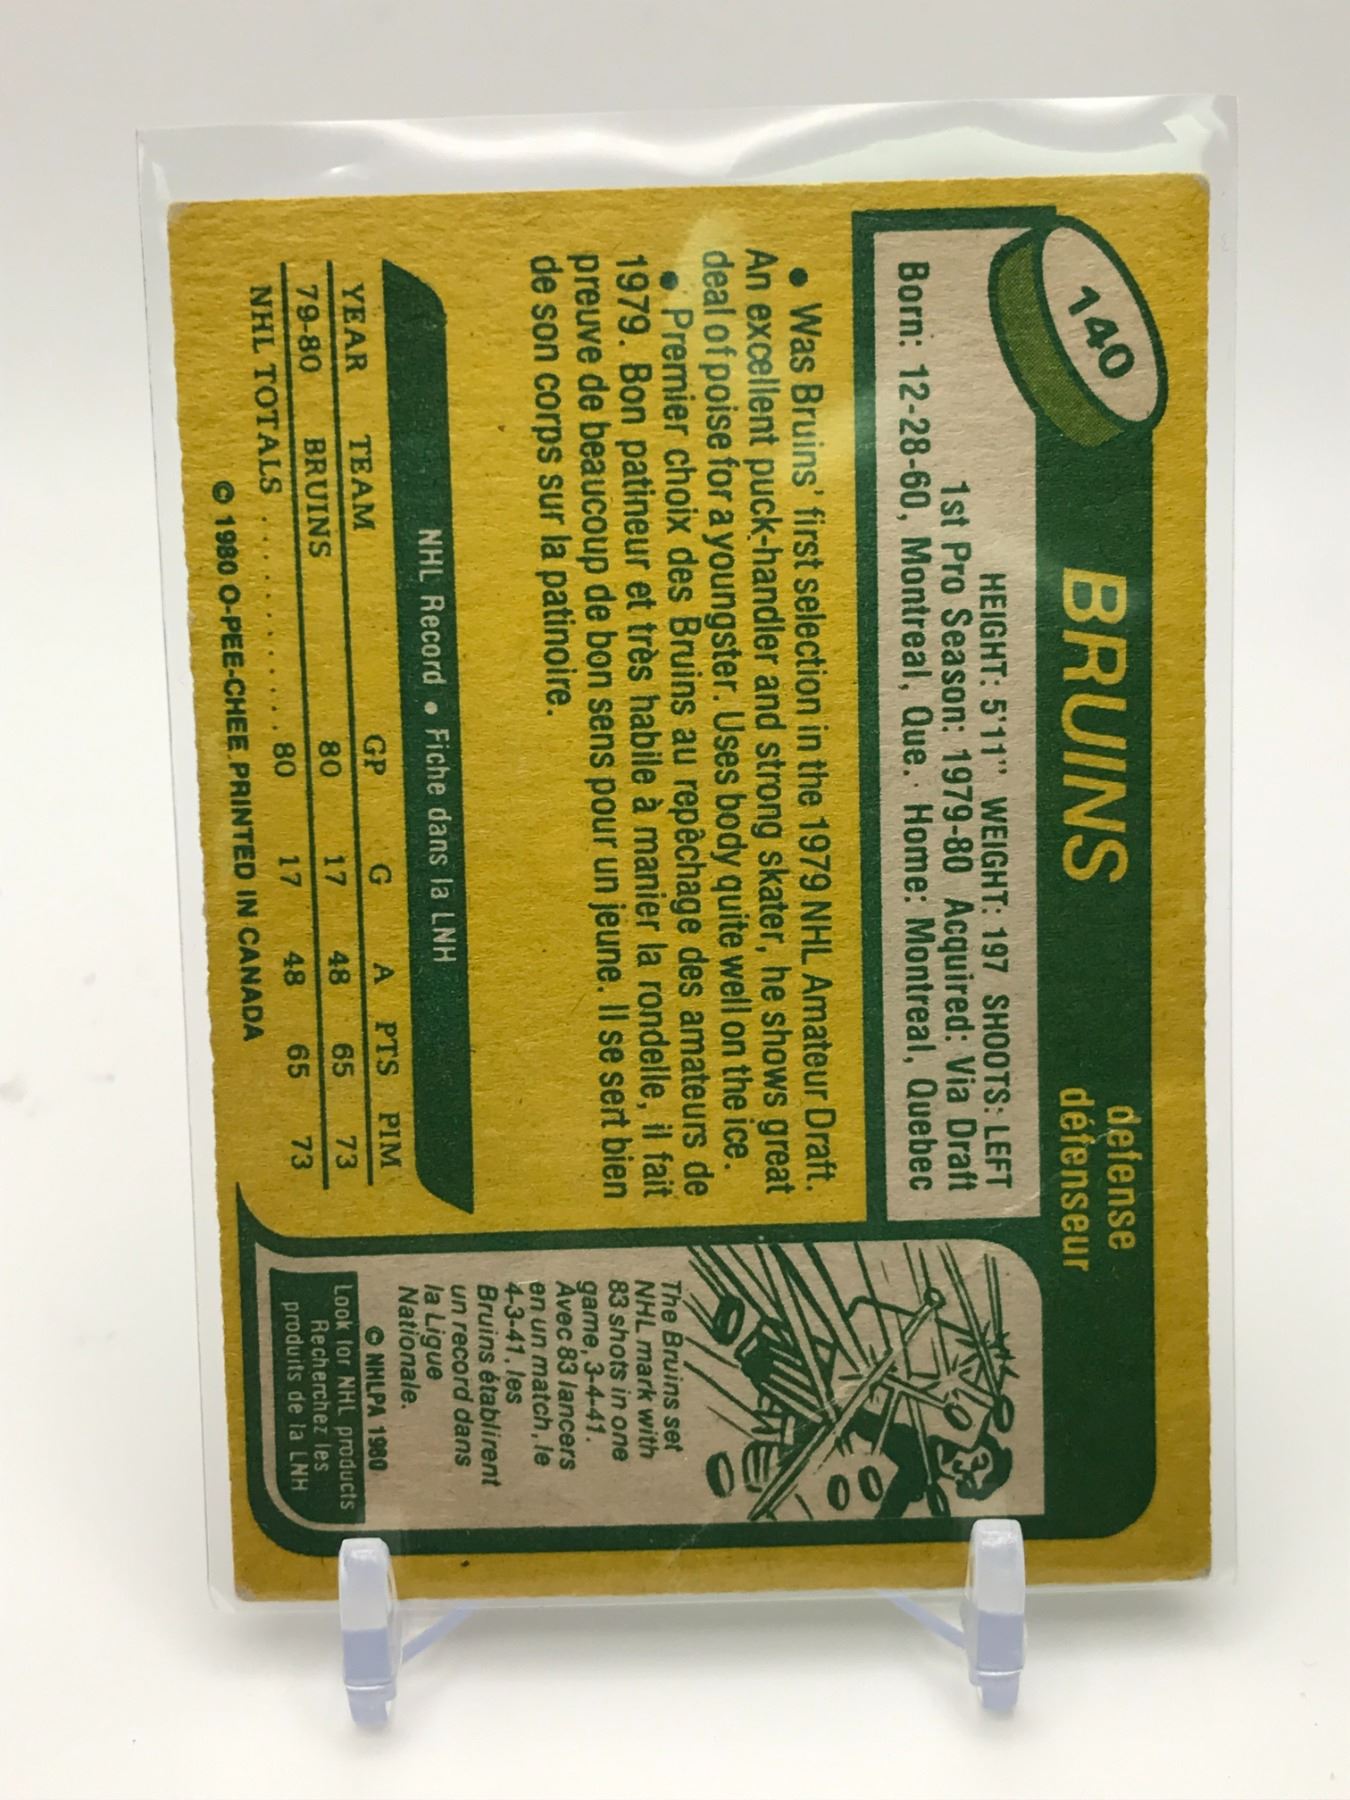 140
BRUINS
defense
défenseur
HEIGHT: 5'11" WEIGHT: 197 SHOOTS: LEFT
1st Pro Season: 1979-80 Acquired: Via Draft
Born: 12-28-60, Montreal, Que. Home: Montreal, Quebec
• Was Bruins' first selection in the 1979 NHL Amateur Draft.
An excellent puck-handler and strong skater, he shows great
deal of poise for a youngster. Uses body quite well on the ice.
• Premier choix des Bruins au repêchage des amateurs de
1979. Bon patineur et très habile à manier la rondelle, il fait
preuve de beaucoup de bon sens pour un jeune. Il se sert bien
de son corps sur la patinoire.
NHL Record • Fiche dans la LNH
YEAR TEAM GP G A PTS PIM
79-80 BRUINS 80 17 48 65 73
NHL TOTALS . . . . . . . . . . . . . 80 17 48 65 73
© 1980 O-PEE-CHEE PRINTED IN CANADA
The Bruins set
NHL mark with
83 shots in one
game, 3-4-41.
Avec 83 lancers
en un match, le
4-3-41, les
Bruins établirent
un record dans
la Ligue
Nationale.
© NHLPA 1980
Look for NHL products
Recherchez les
produits de la LNH